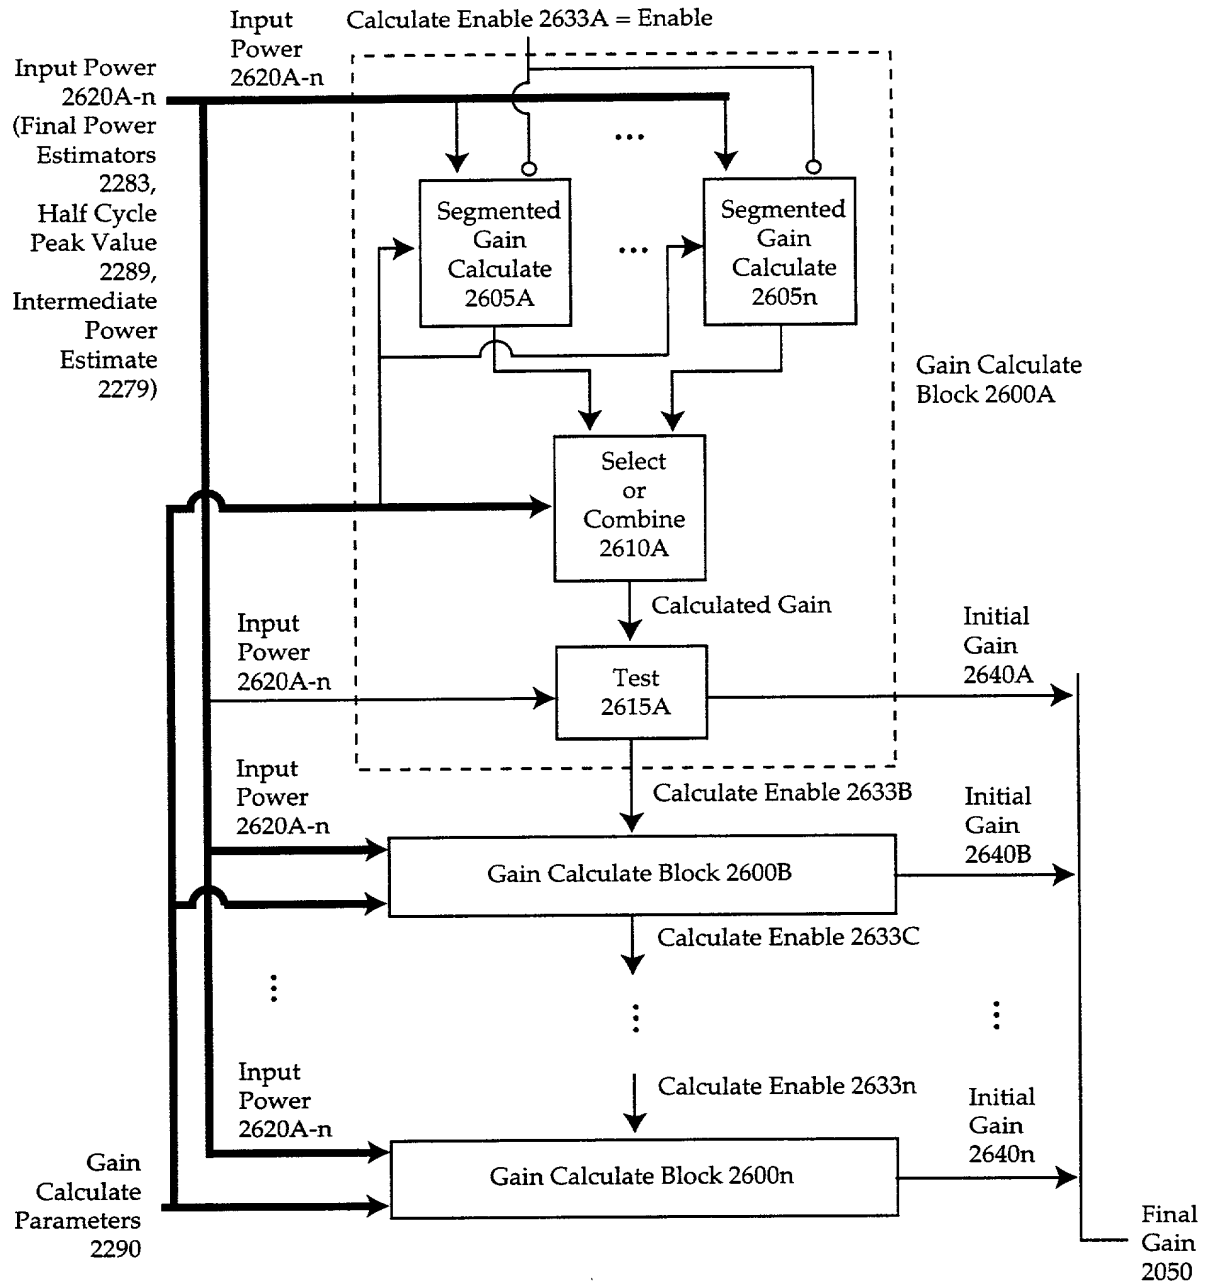 Input
Power
2620A-n
Calculate Enable 2633A = Enable
Input Power
2620A-n
(Final Power
Estimators
2283,
Half Cycle
Peak Value
2289,
Intermediate
Power
Estimate
2279)
...
Segmented
Gain
Calculate
2605A
...
Segmented
Gain
Calculate
2605n
Gain Calculate
Block 2600A
Select
or
Combine
2610A
Calculated Gain
Input
Power
2620A-n
Test
2615A
Initial
Gain
2640A
Input
Power
2620A-n
Calculate Enable 2633B
Initial
Gain
2640B
Gain Calculate Block 2600B
Calculate Enable 2633C
Calculate Enable 2633n
Input
Power
2620A-n
Initial
Gain
2640n
Gain Calculate Block 2600n
Gain
Calculate
Parameters
2290
Final
Gain
2050